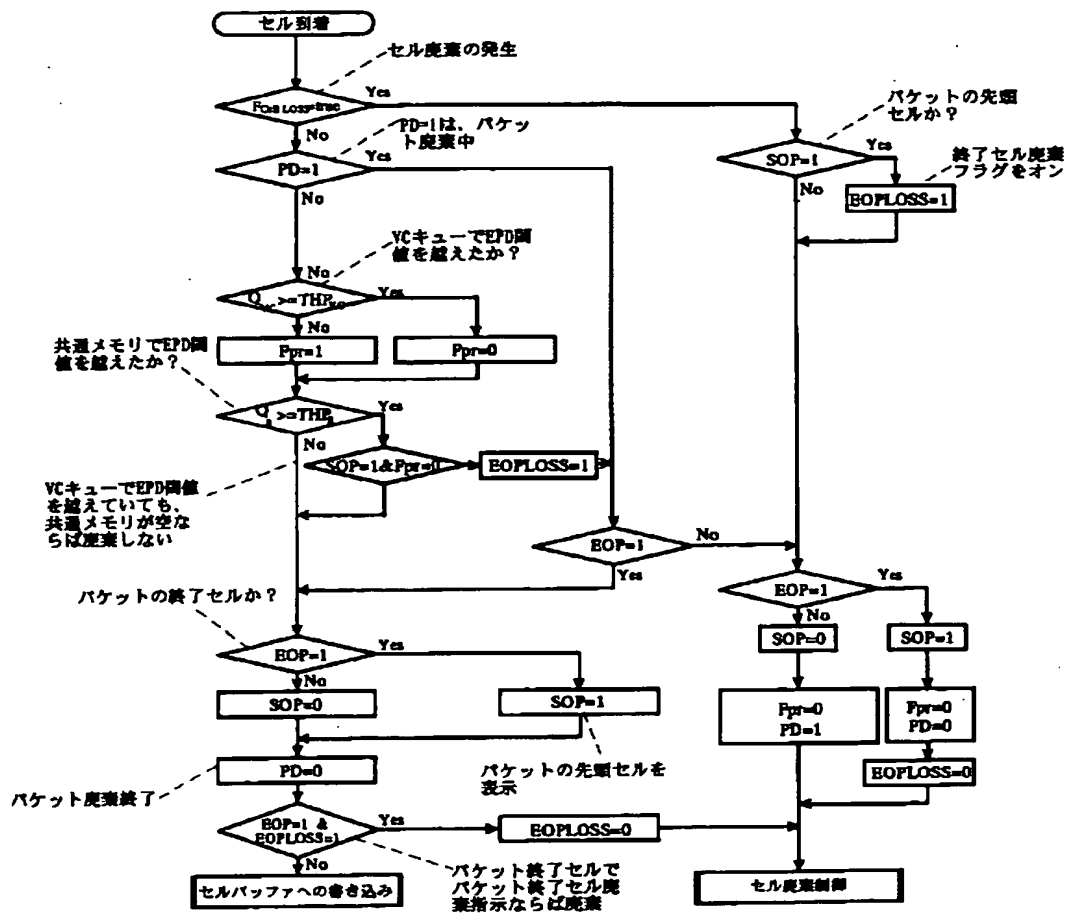 セル到着
セル廃棄の発生
FCell LOSS=true
Yes
No
パケットの先頭
セルか？
PD=1は、パケッ
ト廃棄中
PD=1
Yes
No
SOP=1
Yes
No
終了セル廃棄
フラグをオン
EOPLOSS=1
VCキューでEPD閾
値を越えたか？
No
>=THP
Yes
No
共通メモリでEPD閾
値を越えたか？
Fpr=1
Fpr=0
>=THP
Yes
No
SOP=1&Fpr=0
EOPLOSS=1
VCキューでEPD閾値
を越えていても、
共通メモリが空な
らば廃棄しない
EOP=1
No
Yes
EOP=1
Yes
No
パケットの終了セルか？
SOP=0
SOP=1
EOP=1
Yes
No
SOP=0
SOP=1
Fpr=0
PD=1
Fpr=0
PD=0
PD=0
パケットの先頭セルを
表示
EOPLOSS=0
パケット廃棄終了
EOP=1 &
EOPLOSS=1
Yes
EOPLOSS=0
No
セルバッファへの書き込み
パケット終了セルで
パケット終了セル廃
棄指示ならば廃棄
セル廃棄制御